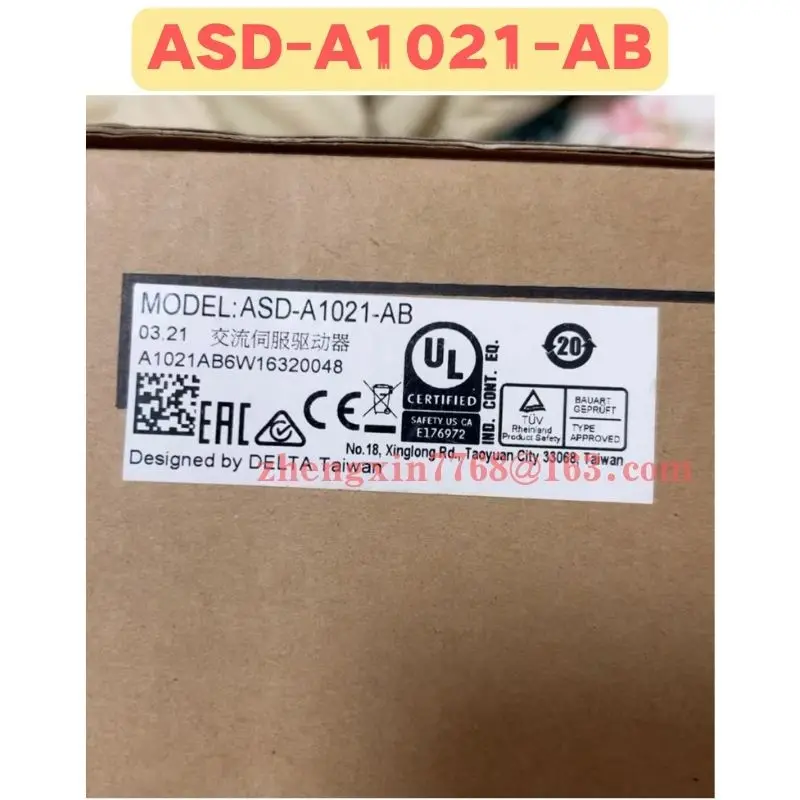 ASD-A1021-AB
MODEL:ASD-A1021-AB
03.21 交流伺服驱动器
A1021AB6W16320048
UL
CERTIFIED
SAFETY US CA
E176972
IND. CONT. EQ.
20
TÜV
Rheinland
Product Safety
BAUART
GEPRÜFT
TYPE
APPROVED
EAC
CE
No.18, Xinglong Rd., Taoyuan City 33068, Taiwan
Designed by DELTA Taiwan
zhengxin7768@163.com